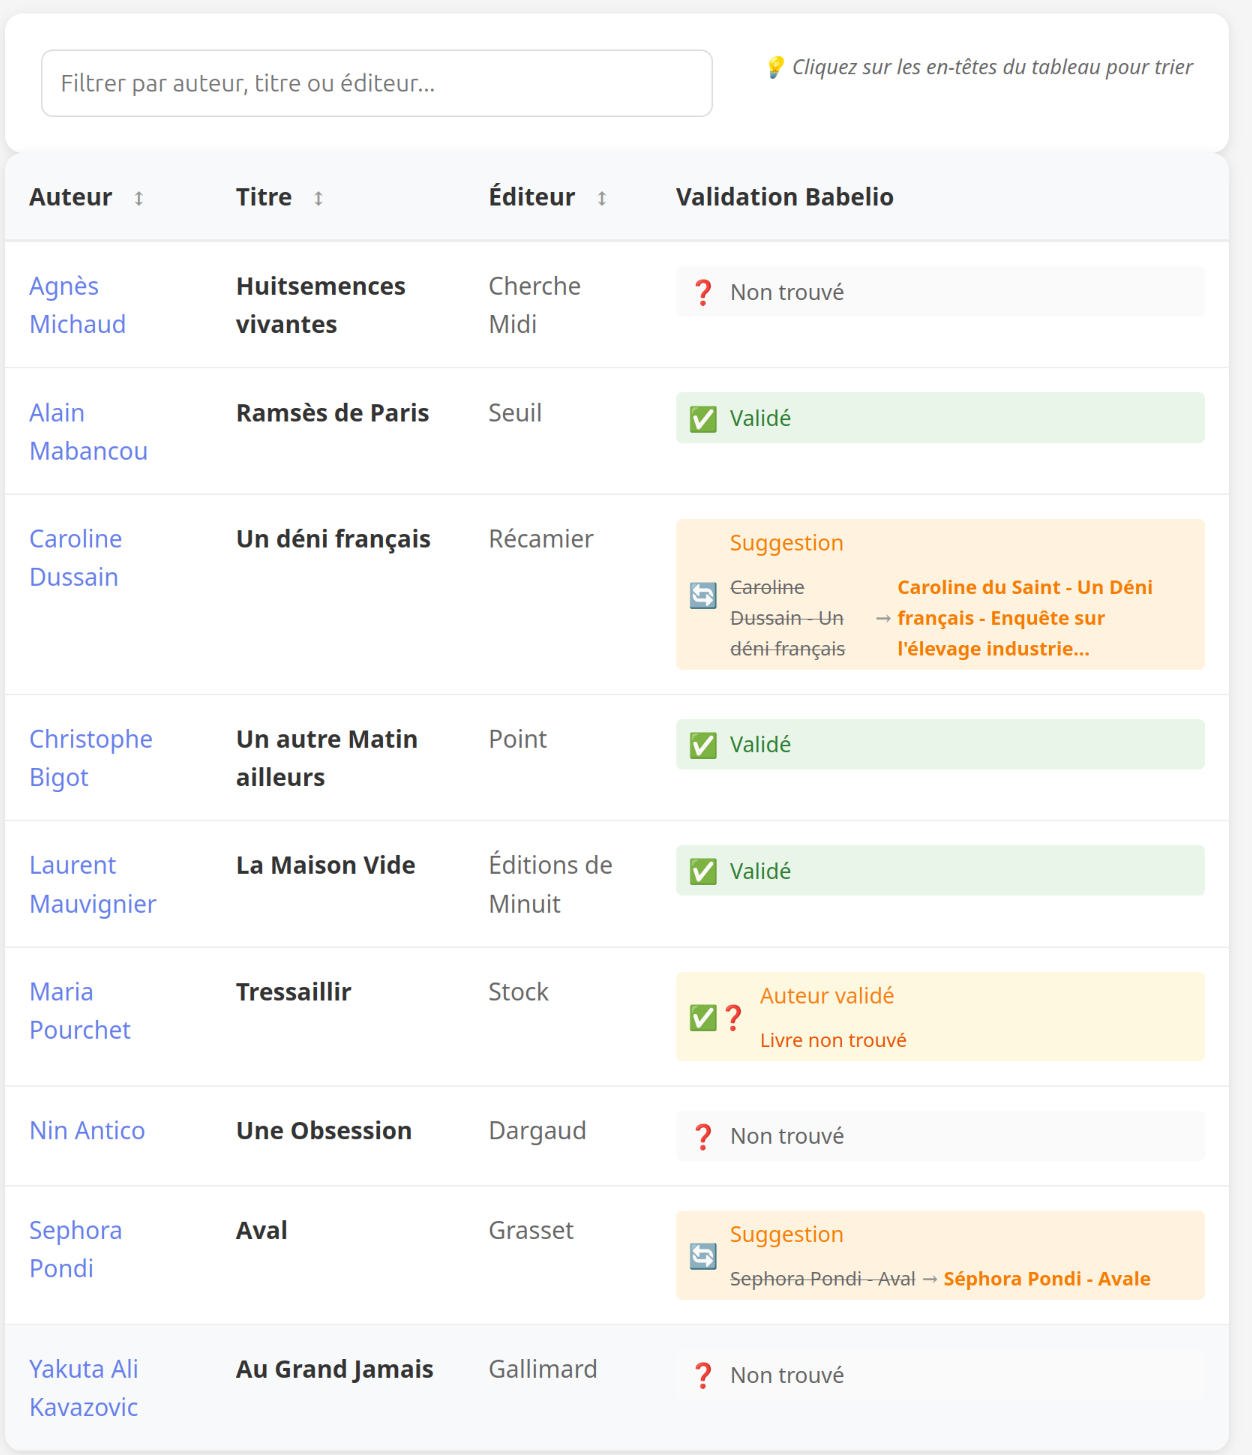 Filtrer par auteur, titre ou éditeur...
💡 Cliquez sur les en-têtes du tableau pour trier
Auteur ↕ Titre ↕ Éditeur ↕ Validation Babelio
Agnès
Michaud
Huitsemences
vivantes
Cherche
Midi
❓ Non trouvé
Alain
Mabancou
Ramsès de Paris
Seuil
✅ Validé
Caroline
Dussain
Un déni français
Récamier
Suggestion
🔄
Caroline
Dussain - Un
déni français
→
Caroline du Saint - Un Déni
français - Enquête sur
l'élevage industrie...
Christophe
Bigot
Un autre Matin
ailleurs
Point
✅ Validé
Laurent
Mauvignier
La Maison Vide
Éditions de
Minuit
✅ Validé
Maria
Pourchet
Tressaillir
Stock
✅❓
Auteur validé
Livre non trouvé
Nin Antico
Une Obsession
Dargaud
❓ Non trouvé
Sephora
Pondi
Aval
Grasset
🔄
Suggestion
Sephora Pondi - Aval → Séphora Pondi - Avale
Yakuta Ali
Kavazovic
Au Grand Jamais
Gallimard
❓ Non trouvé